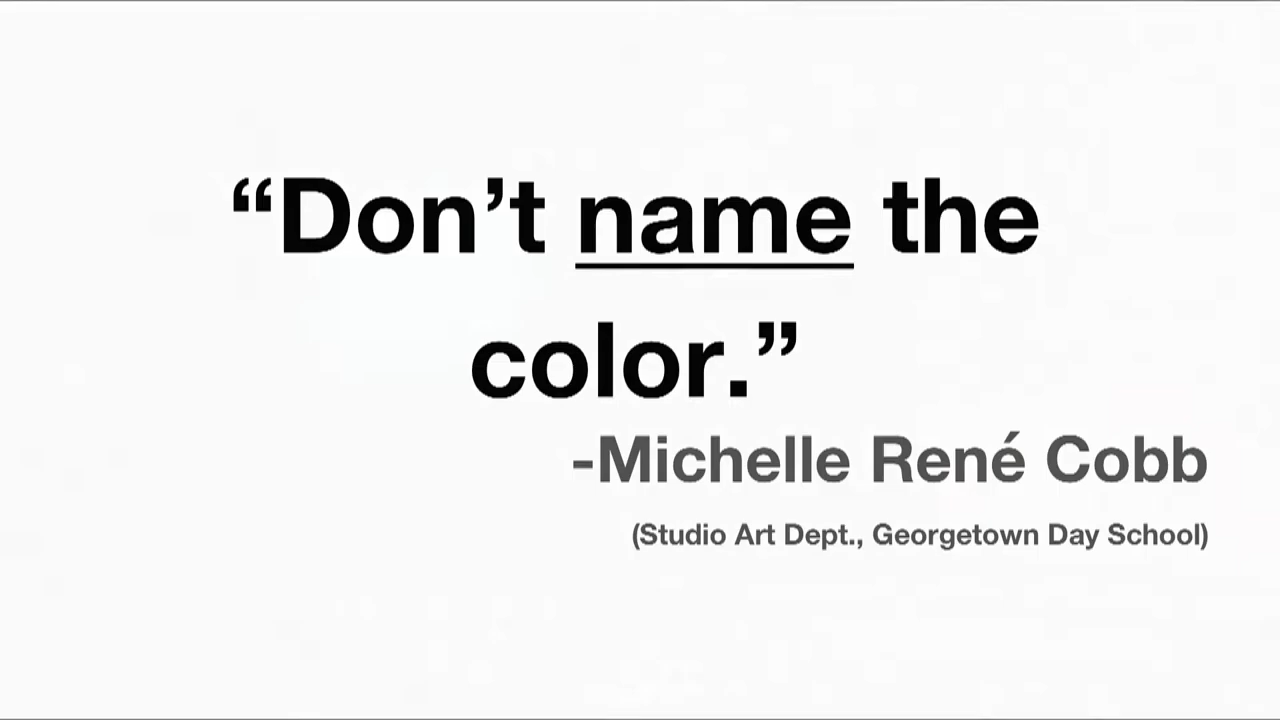 “Don’t name the
color.”
-Michelle René Cobb
(Studio Art Dept., Georgetown Day School)